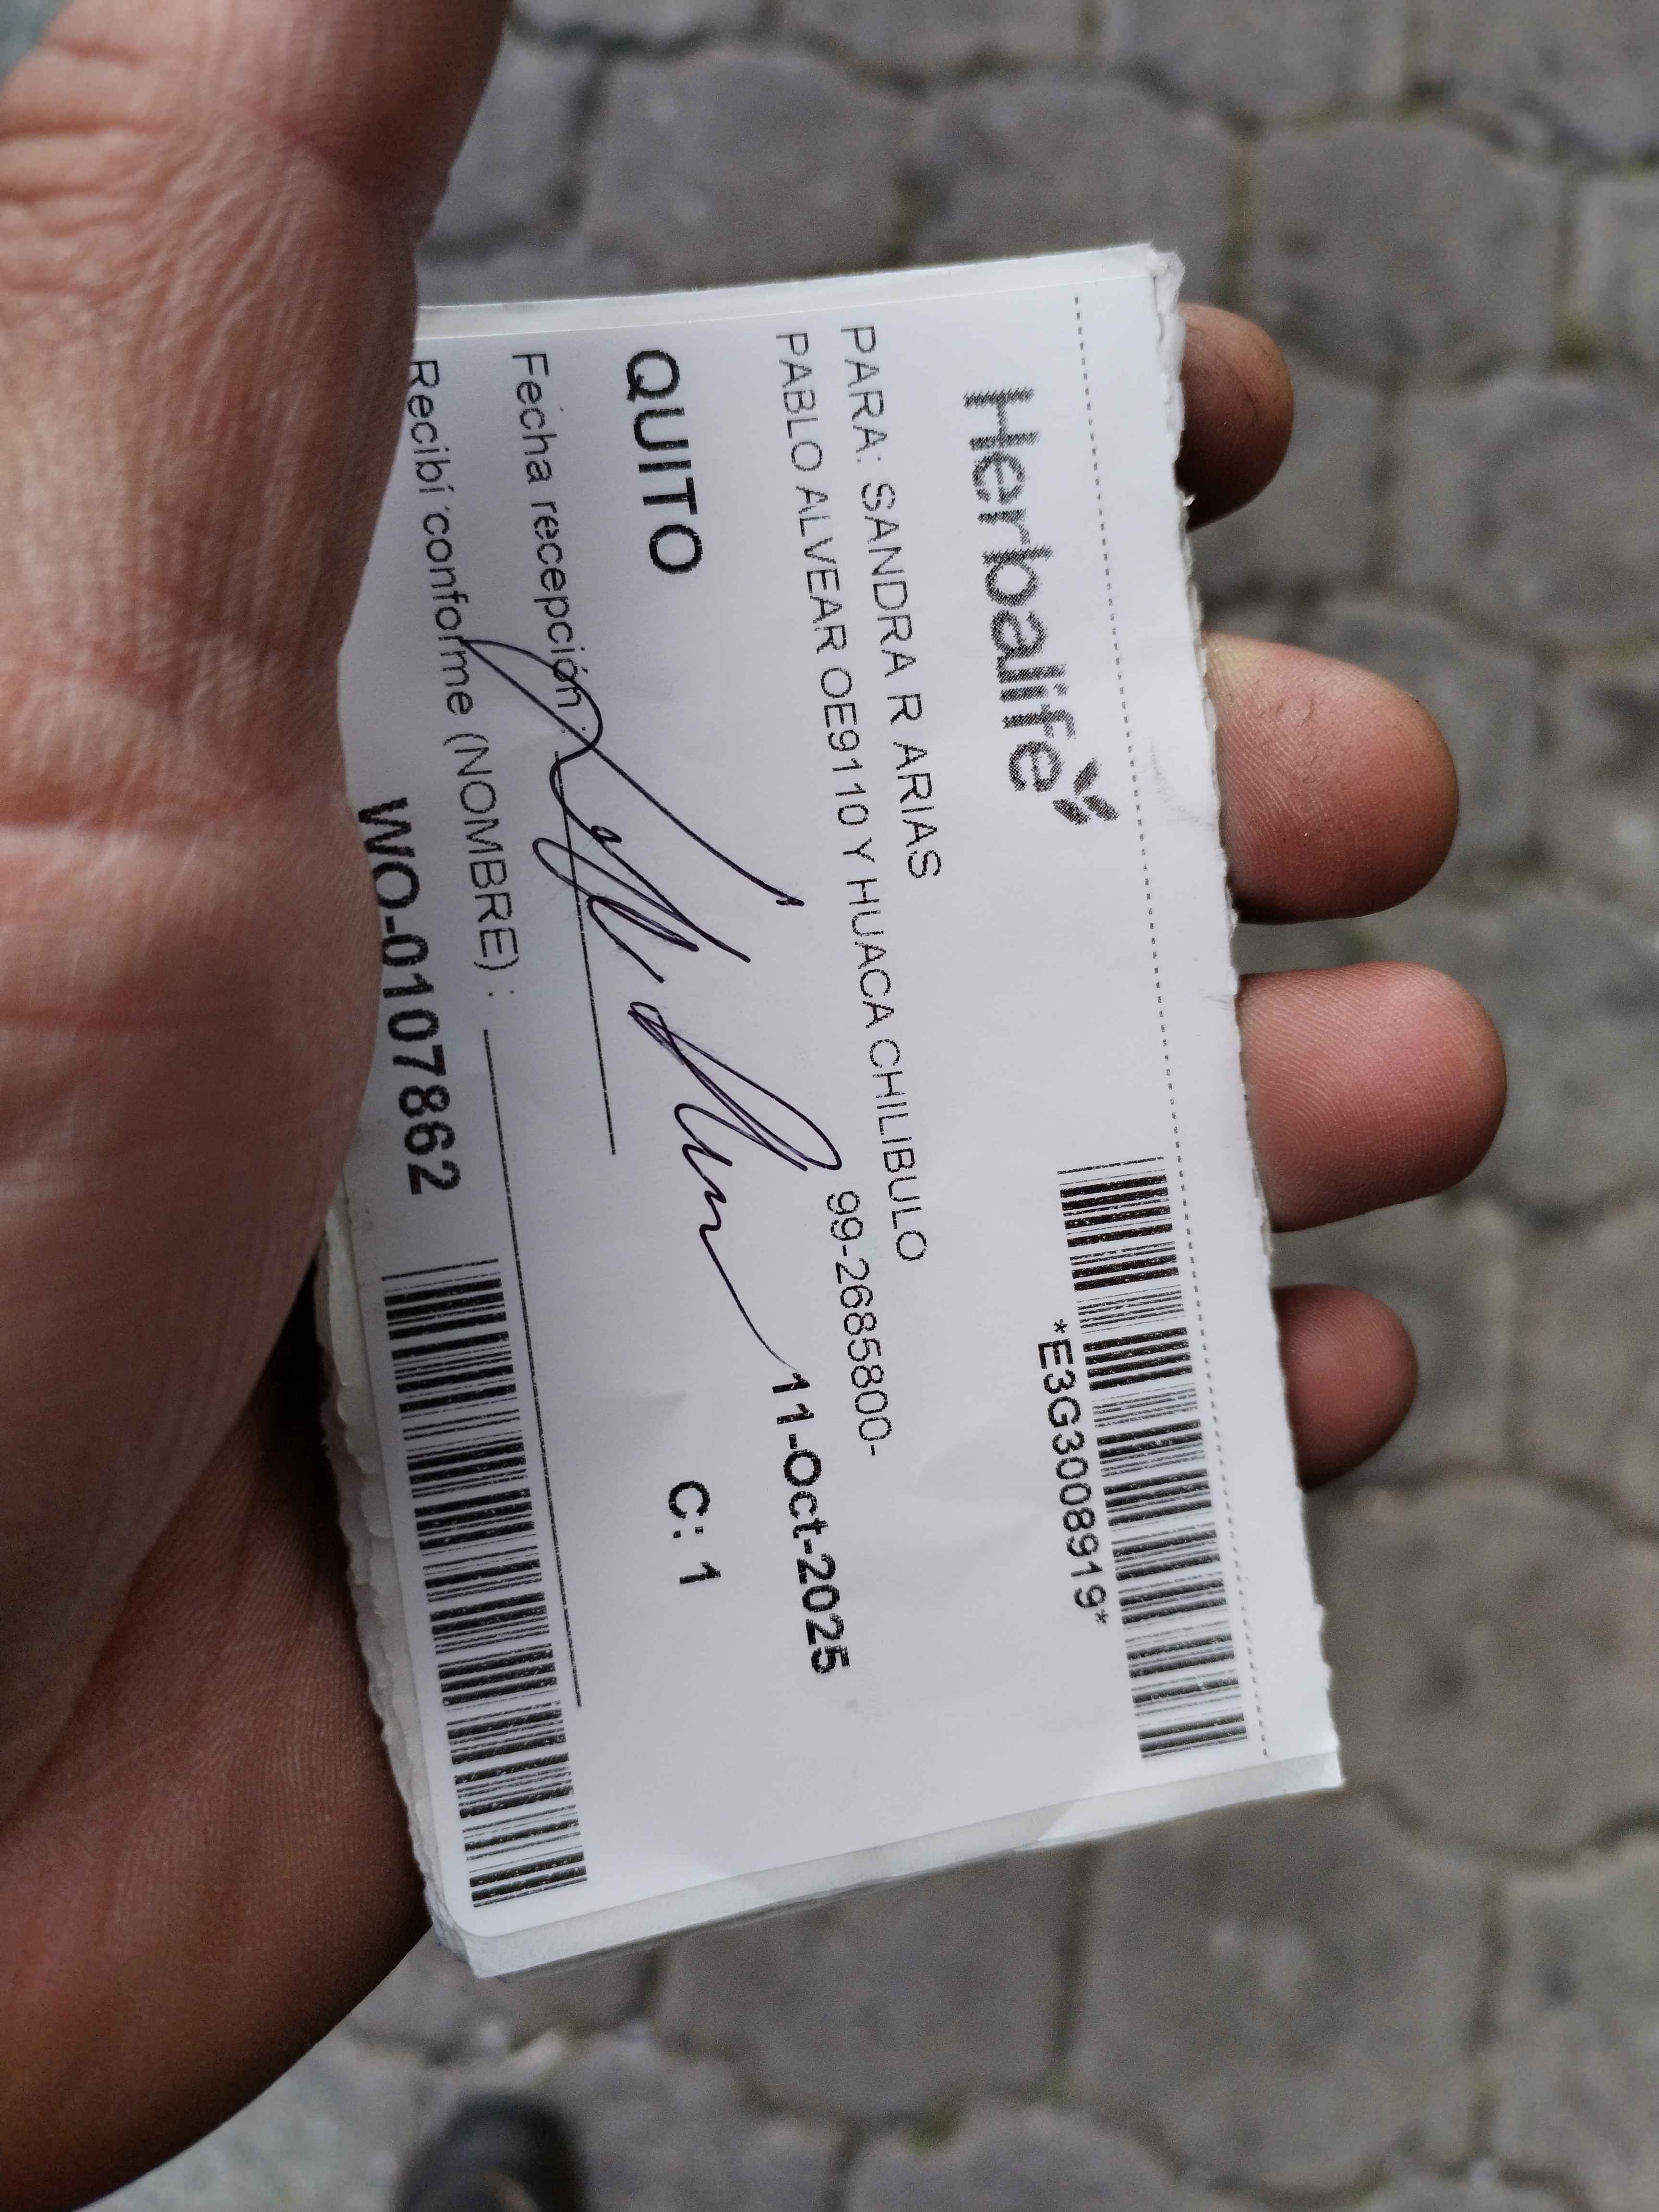 Herbalife
*E3G3008919*
PARA: SANDRA R ARIAS
PABLO ALVEAR OE9110 Y HUACA CHILIBULO
99-2685800-
11-Oct-2025
QUITO
C: 1
Fecha recepción :
Recibí conforme (NOMBRE) :
WO-0107862